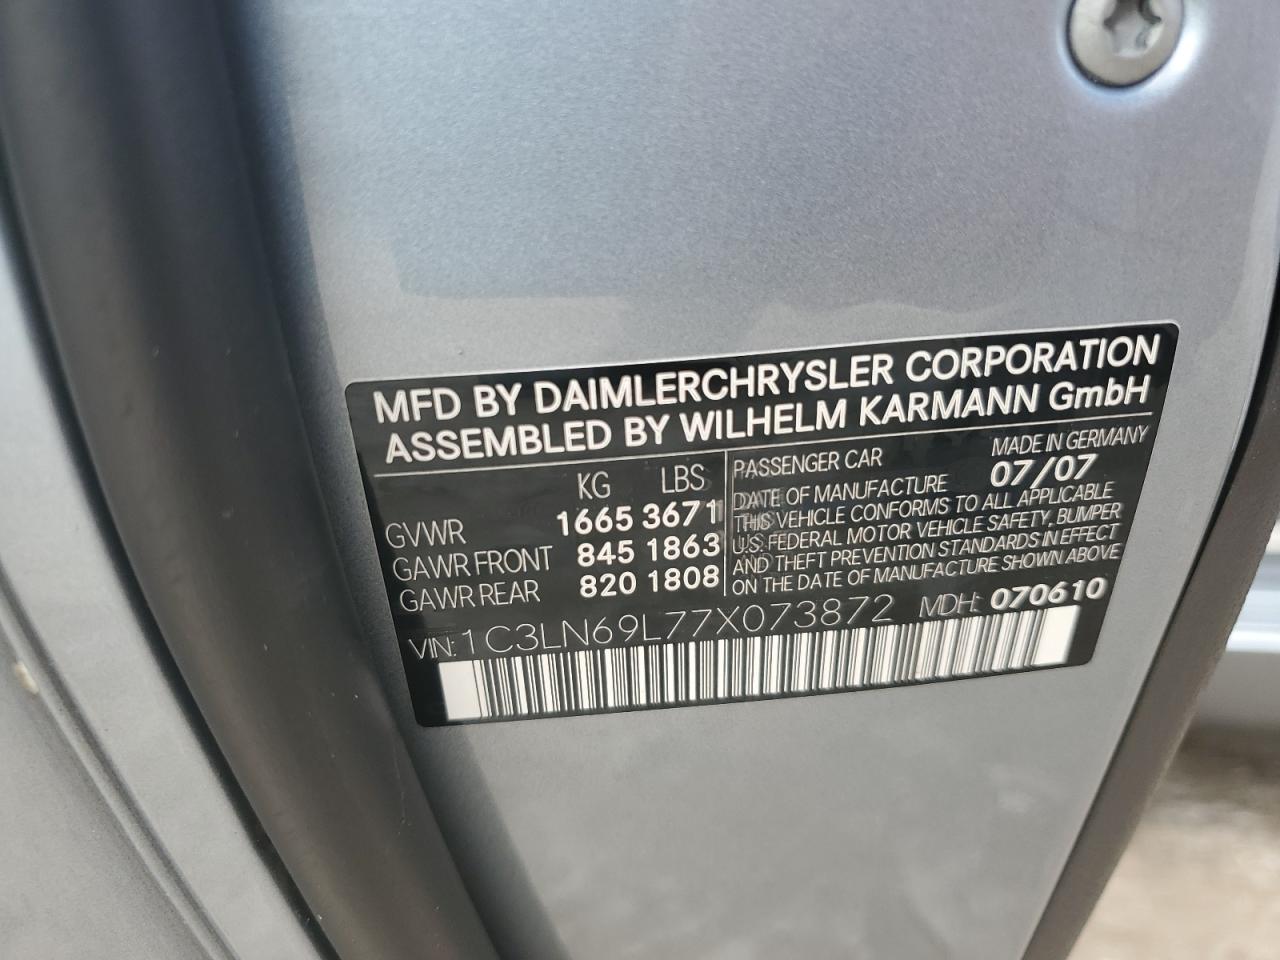 MFD BY DAIMLERCHRYSLER CORPORATION
ASSEMBLED BY WILHELM KARMANN GmbH
KG LBS
GVWR 1665 3671
GAWR FRONT 845 1863
GAWR REAR 820 1808
PASSENGER CAR MADE IN GERMANY
DATE OF MANUFACTURE 07/07
THIS VEHICLE CONFORMS TO ALL APPLICABLE
U.S. FEDERAL MOTOR VEHICLE SAFETY, BUMPER
AND THEFT PREVENTION STANDARDS IN EFFECT
ON THE DATE OF MANUFACTURE SHOWN ABOVE
VIN: 1C3LN69L77X073872 MDH: 070610